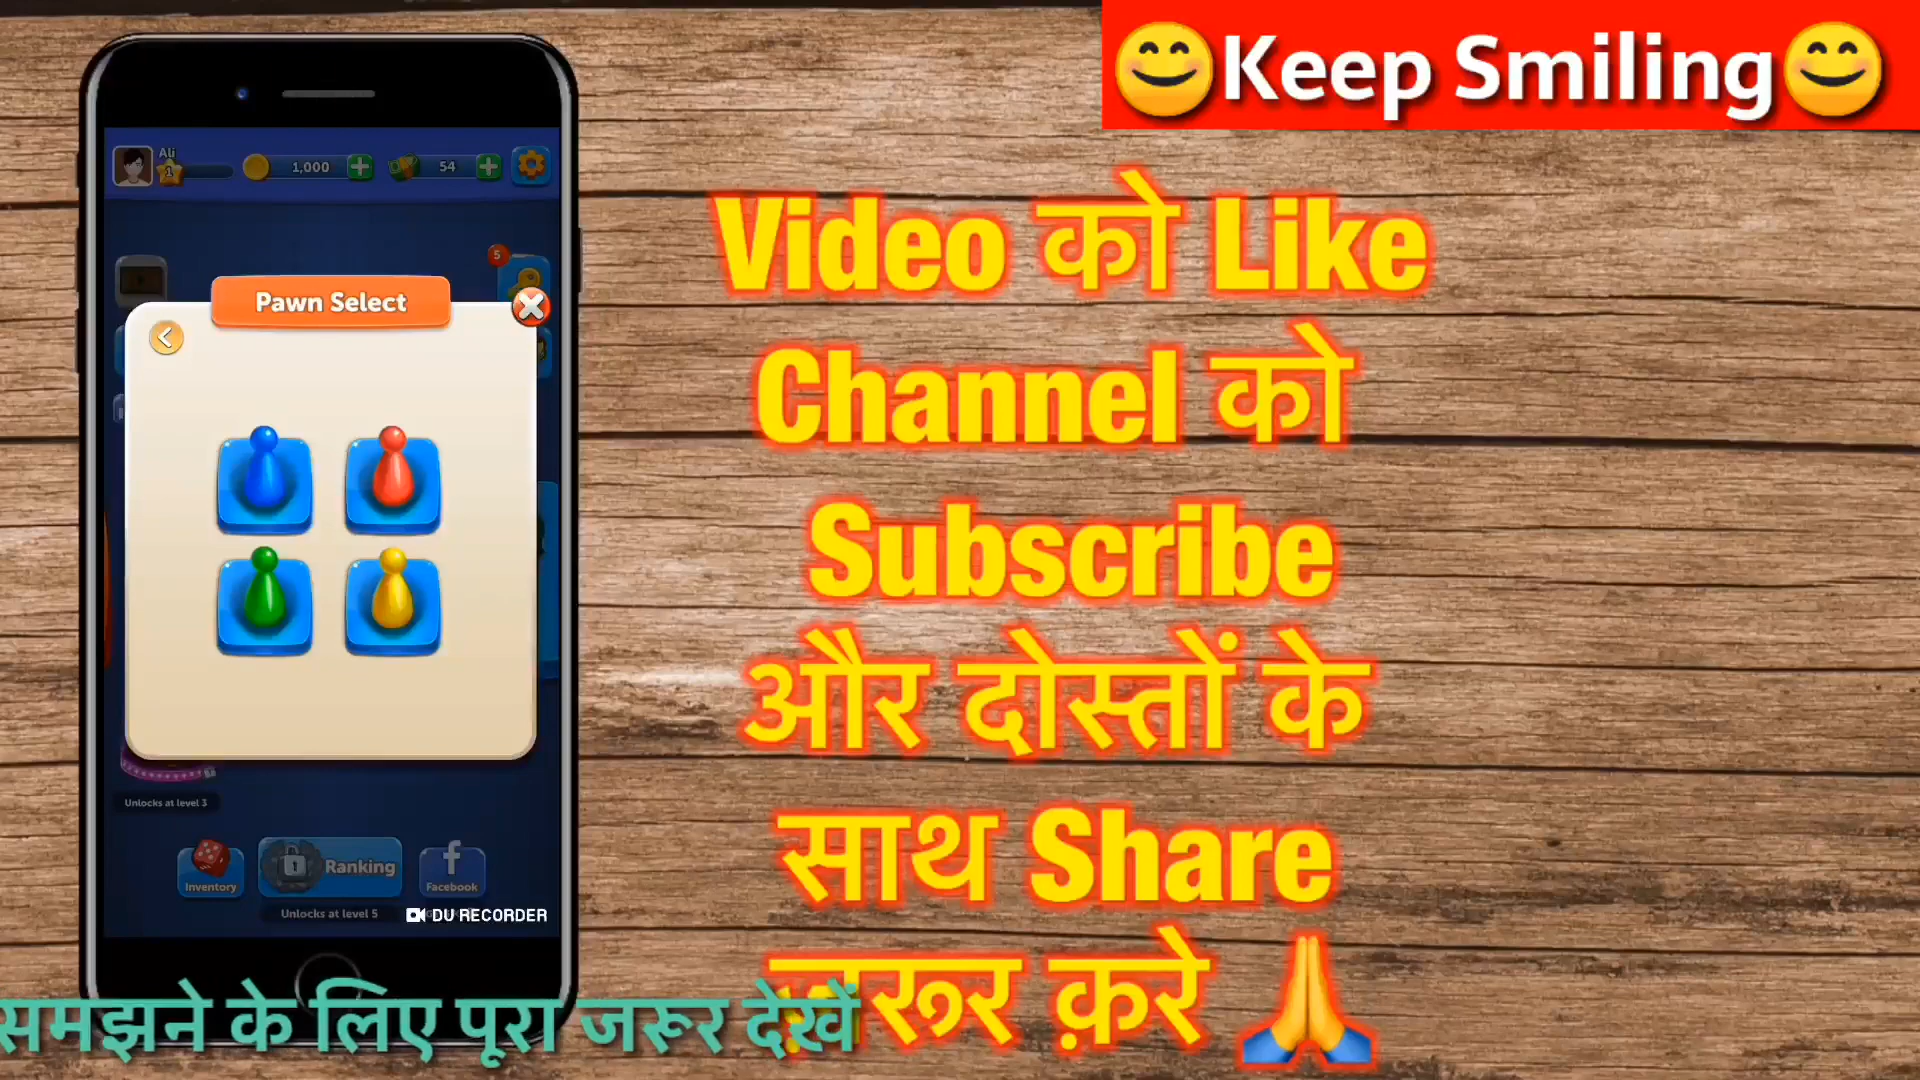 😊Keep Smiling😊
Ali
1
1,000
54
5
Pawn Select
Unlocks at level 3
Inventory
Ranking
Facebook
Unlocks at level 5
DU RECORDER
Video को Like
Channel को
Subscribe
और दोस्तों के
साथ Share
रूर क़रे 🙏
समझने के लिए पूरा जरूर देखें